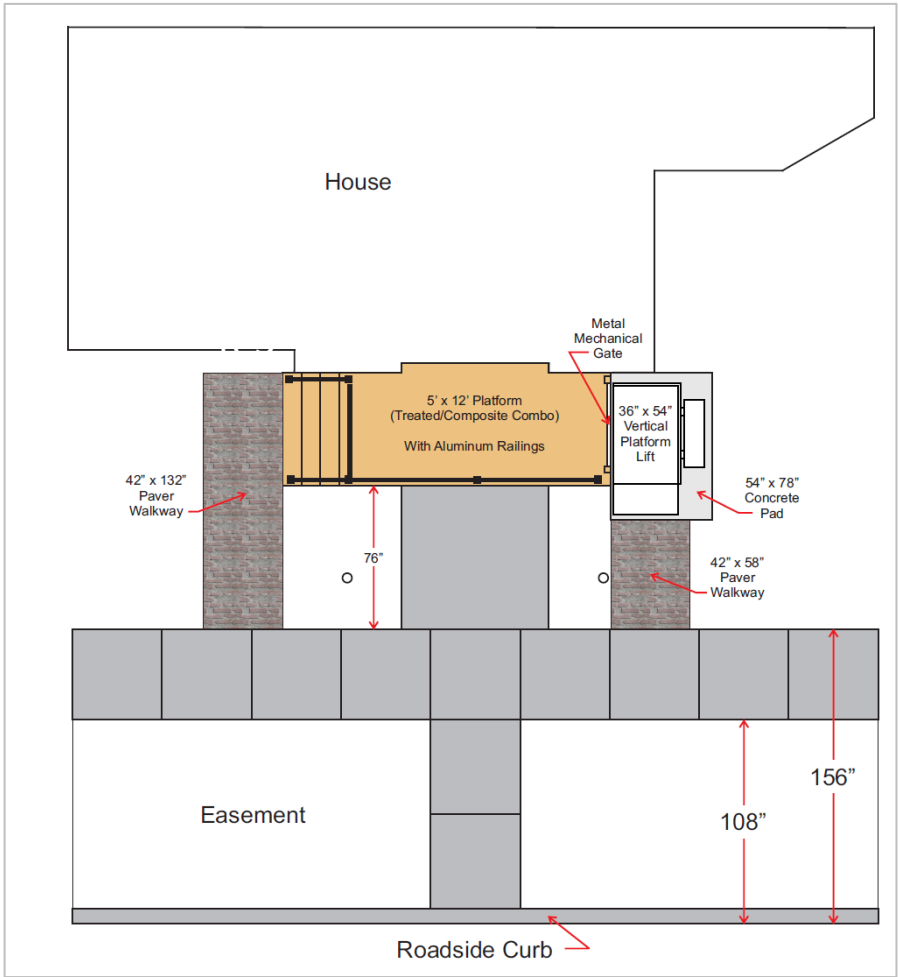 House
Metal
Mechanical
Gate
5’ x 12’ Platform
(Treated/Composite Combo)
With Aluminum Railings
36” x 54”
Vertical
Platform
Lift
42” x 132”
Paver
Walkway
54” x 78”
Concrete
Pad
76”
42” x 58”
Paver
Walkway
156”
108”
Easement
Roadside Curb